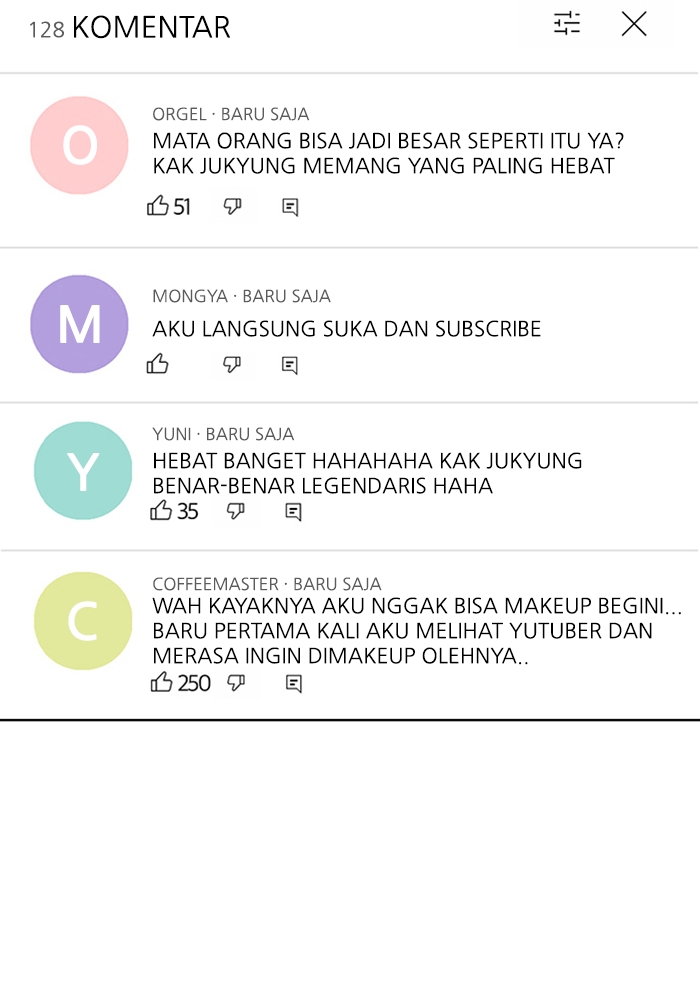 128 KOMENTAR
O
ORGEL · BARU SAJA
MATA ORANG BISA JADI BESAR SEPERTI ITU YA?
KAK JUKYUNG MEMANG YANG PALING HEBAT
51
M
MONGYA · BARU SAJA
AKU LANGSUNG SUKA DAN SUBSCRIBE
Y
YUNI · BARU SAJA
HEBAT BANGET HAHAHAHA KAK JUKYUNG
BENAR-BENAR LEGENDARIS HAHA
35
C
COFFEEMASTER · BARU SAJA
WAH KAYAKNYA AKU NGGAK BISA MAKEUP BEGINI...
BARU PERTAMA KALI AKU MELIHAT YUTUBER DAN
MERASA INGIN DIMAKEUP OLEHNYA..
250